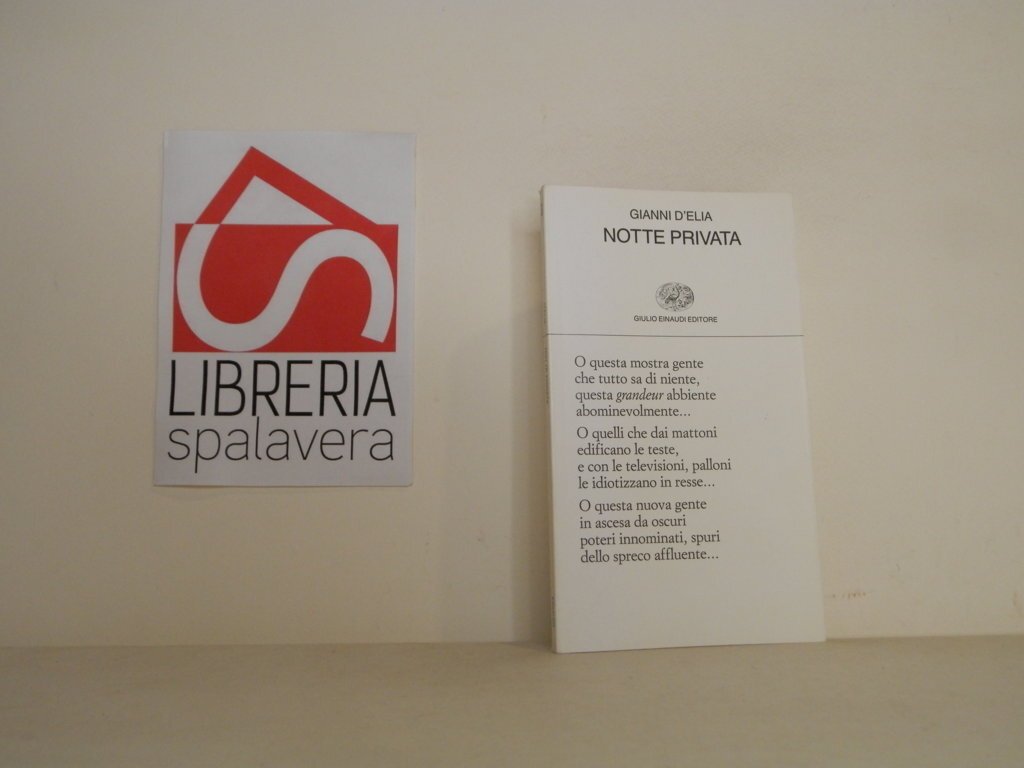 LIBRERIA
spalavera
GIANNI D'ELIA
NOTTE PRIVATA
GIULIO EINAUDI EDITORE
O questa mostra gente
che tutto sa di niente,
questa grandeur abbiente
abominevolmente...
O quelli che dai mattoni
edificano le teste,
e con le televisioni, palloni
le idiotizzano in resse...
O questa nuova gente
in ascesa da oscuri
poteri innominati, spuri
dello spreco affluente...